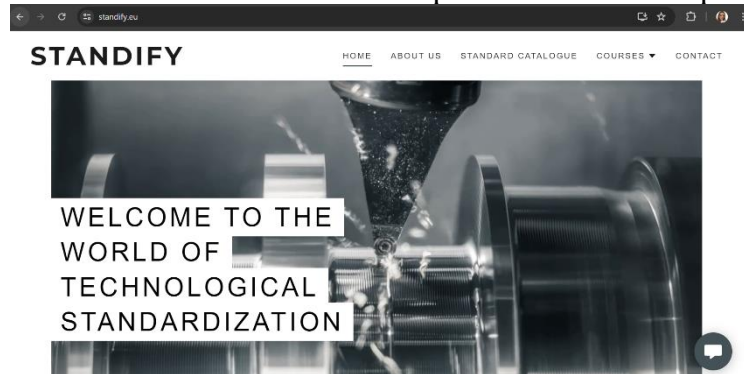 standify.eu
STANDIFY
HOME ABOUT US STANDARD CATALOGUE COURSES CONTACT
WELCOME TO THE
WORLD OF
TECHNOLOGICAL
STANDARDIZATION